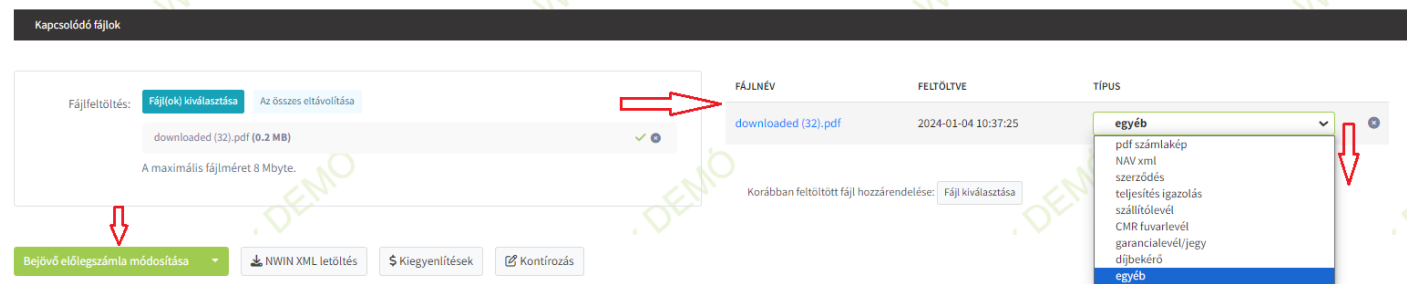 Kapcsolódó fájlok
Fájlfeltöltés: Fájl(ok) kiválasztása Az összes eltávolítása
downloaded (32).pdf (0.2 MB)
A maximális fájlméret 8 Mbyte.
FÁJLNÉV FELTÖLTVE TÍPUS
downloaded (32).pdf 2024-01-04 10:37:25 egyéb
pdf számlakép
NAV xml
szerződés
teljesítés igazolás
szállítólevél
CMR fuvarlevél
garancialevél/jegy
díjbekérő
egyéb
Korábban feltöltött fájl hozzárendelése: Fájl kiválasztása
Bejövő előlegszámla módosítása NWIN XML letöltés $ Kiegyenlítések Kontírozás
DEMÓ
DEMÓ
DEMÓ